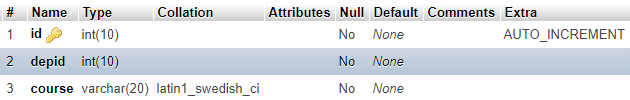 # Name Type Collation Attributes Null Default Comments Extra
1 id int(10) No None AUTO_INCREMENT
2 depid int(10) No None
3 course varchar(20) latin1_swedish_ci No None